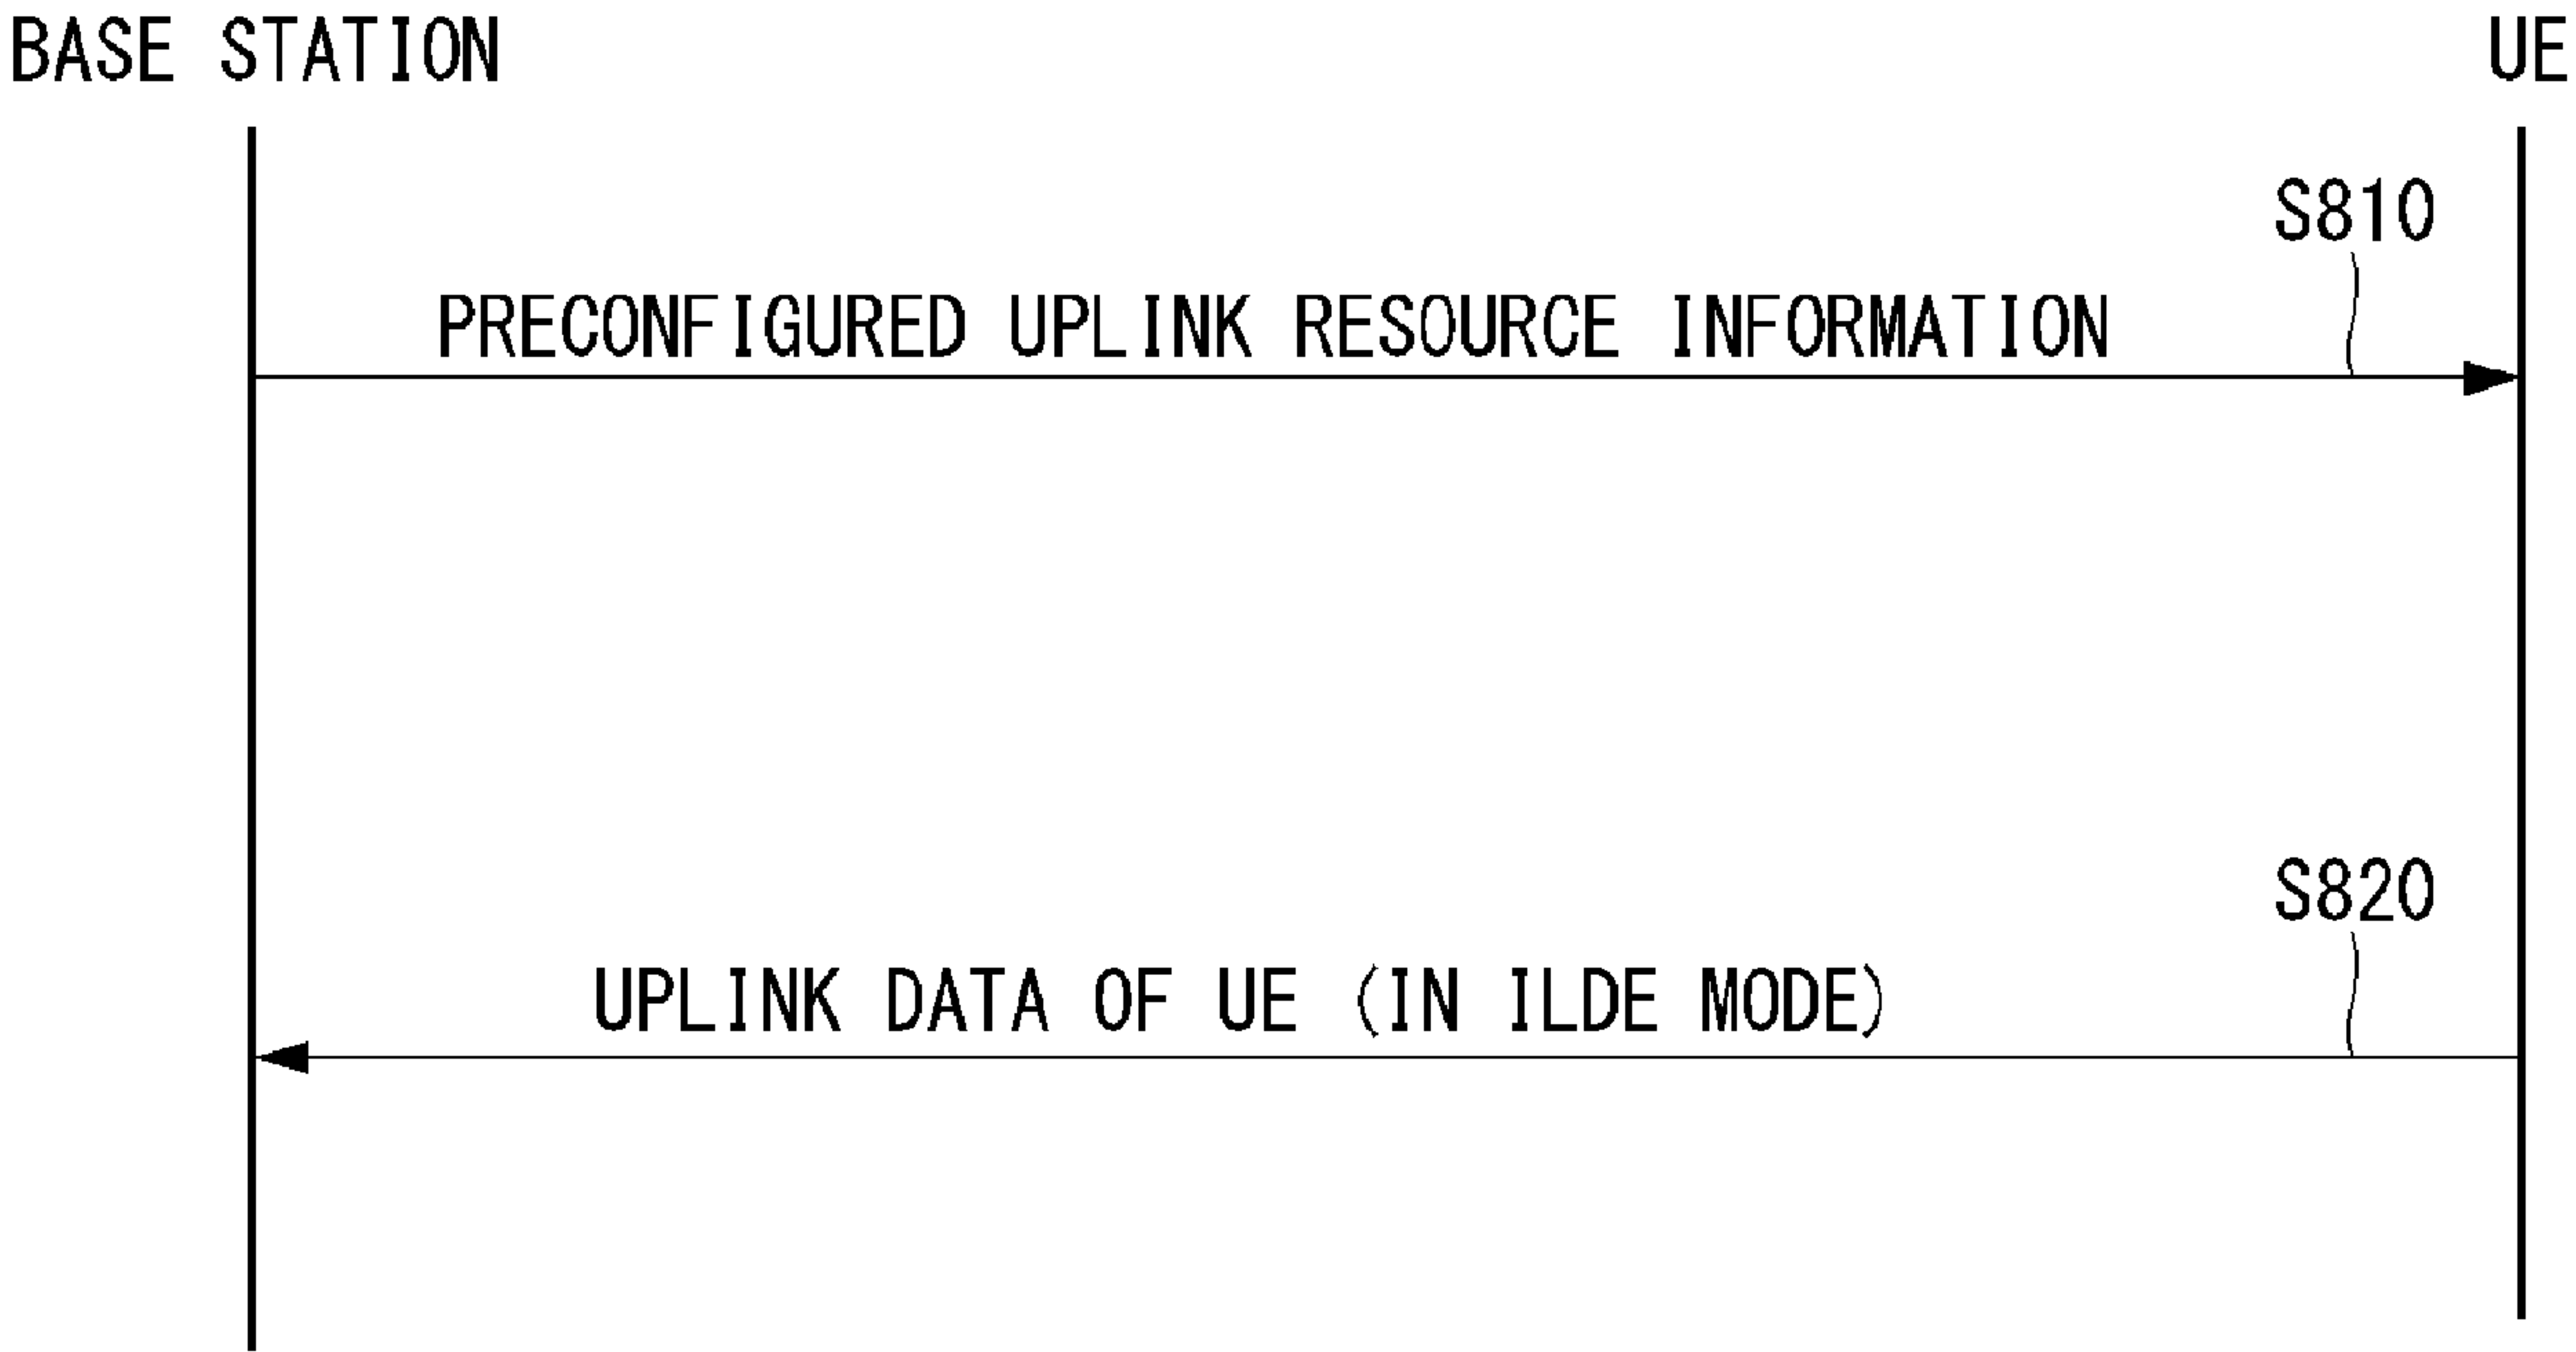 BASE STATION UE
S810
PRECONFIGURED UPLINK RESOURCE INFORMATION
S820
UPLINK DATA OF UE (IN ILDE MODE)